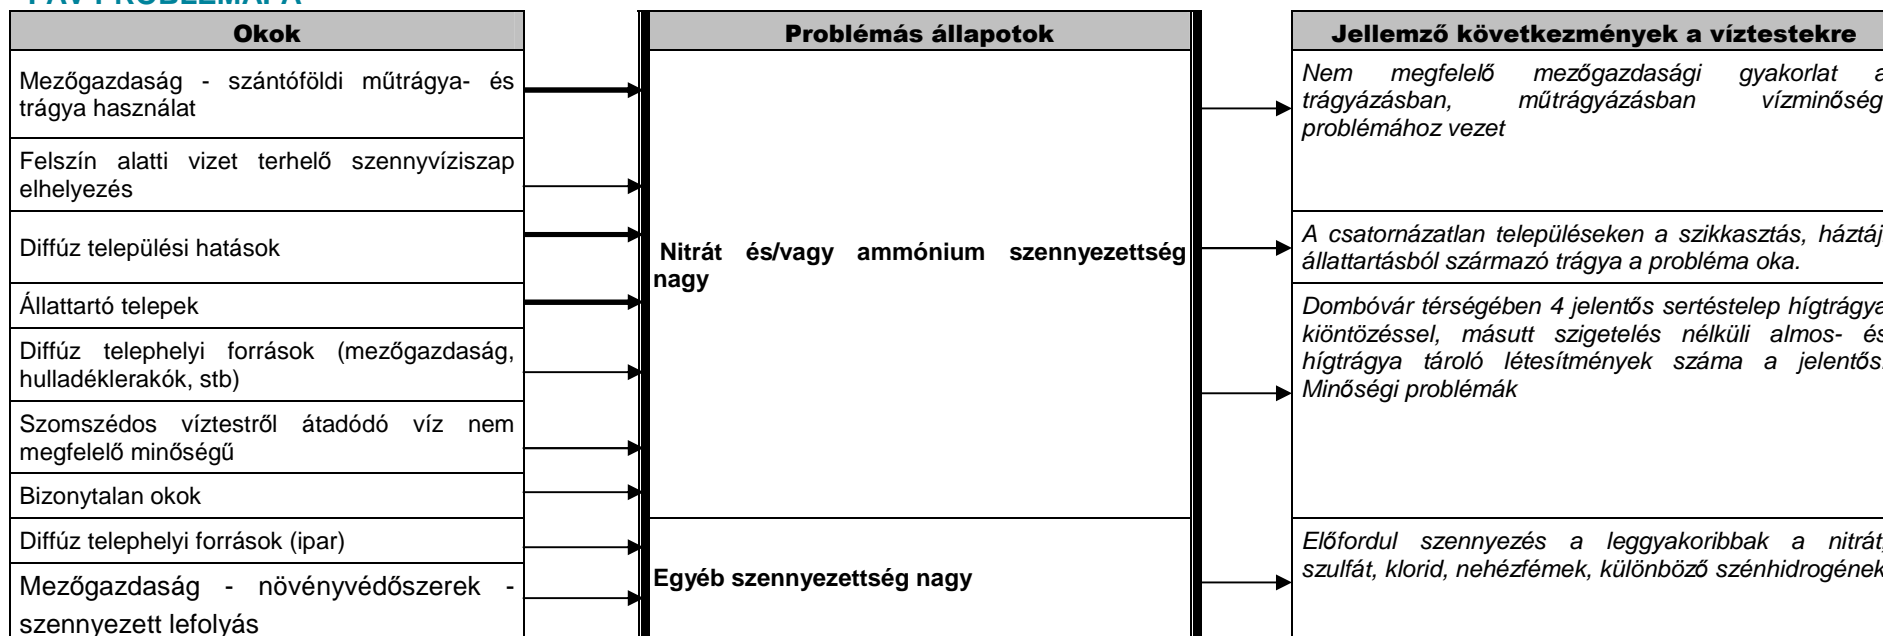 Okok
Mezőgazdaság - szántóföldi műtrágya- és
trágya használat
Felszín alatti vizet terhelő szennyvíziszap
elhelyezés
Diffúz települési hatások
Állattartó telepek
Diffúz telephelyi források (mezőgazdaság,
hulladéklerakók, stb)
Szomszédos víztestről átadódó víz nem
megfelelő minőségű
Bizonytalan okok
Diffúz telephelyi források (ipar)
Mezőgazdaság - növényvédőszerek -
szennyezett lefolyás
Problémás állapotok
Nitrát és/vagy ammónium szennyezettség
nagy
Egyéb szennyezettség nagy
Jellemző következmények a víztestekre
Nem megfelelő mezőgazdasági gyakorlat a
trágyázásban, műtrágyázásban vízminőség
problémához vezet
A csatornázatlan településeken a szikkasztás, háztáj
állattartásból származó trágya a probléma oka.
Dombóvár térségében 4 jelentős sertéstelep hígtrágya
kiöntözéssel, másutt szigetelés nélküli almos- és
hígtrágya tároló létesítmények száma a jelentős.
Minőségi problémák
Előfordul szennyezés a leggyakoribbak a nitrát,
szulfát, klorid, nehézfémek, különböző szénhidrogének